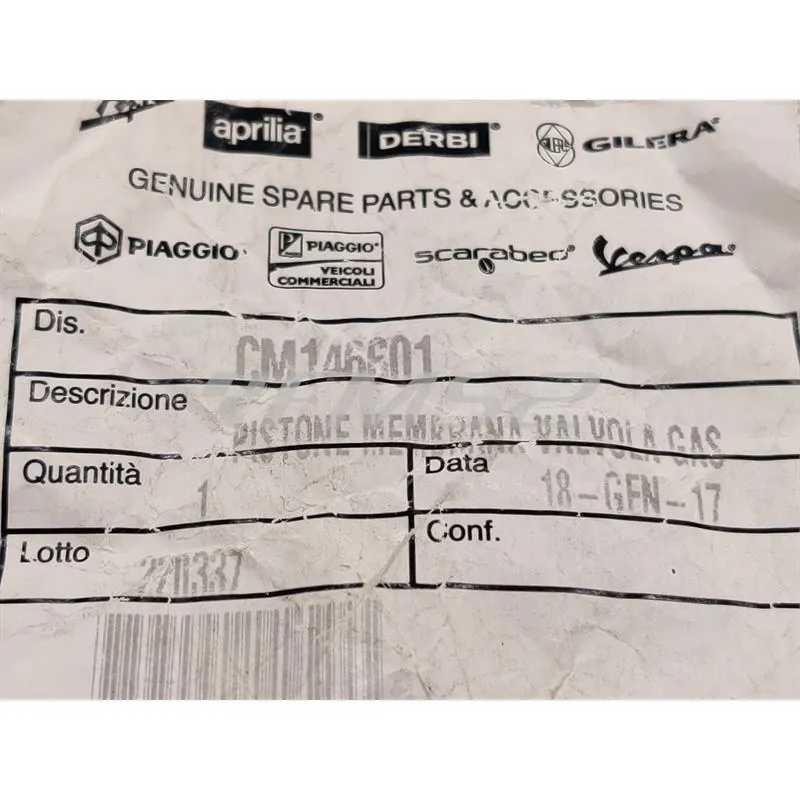 aprilia DERBI GILERA
GENUINE SPARE PARTS & ACCESSORIES
PIAGGIO PIAGGIO VEICOLI COMMERCIALI scarabeo Vespa
Dis. CM146801
Descrizione PISTONE MEMBRANA VALVOLA GAS
Quantità 1 Data 18-GEN-17
Lotto 220337 Conf.